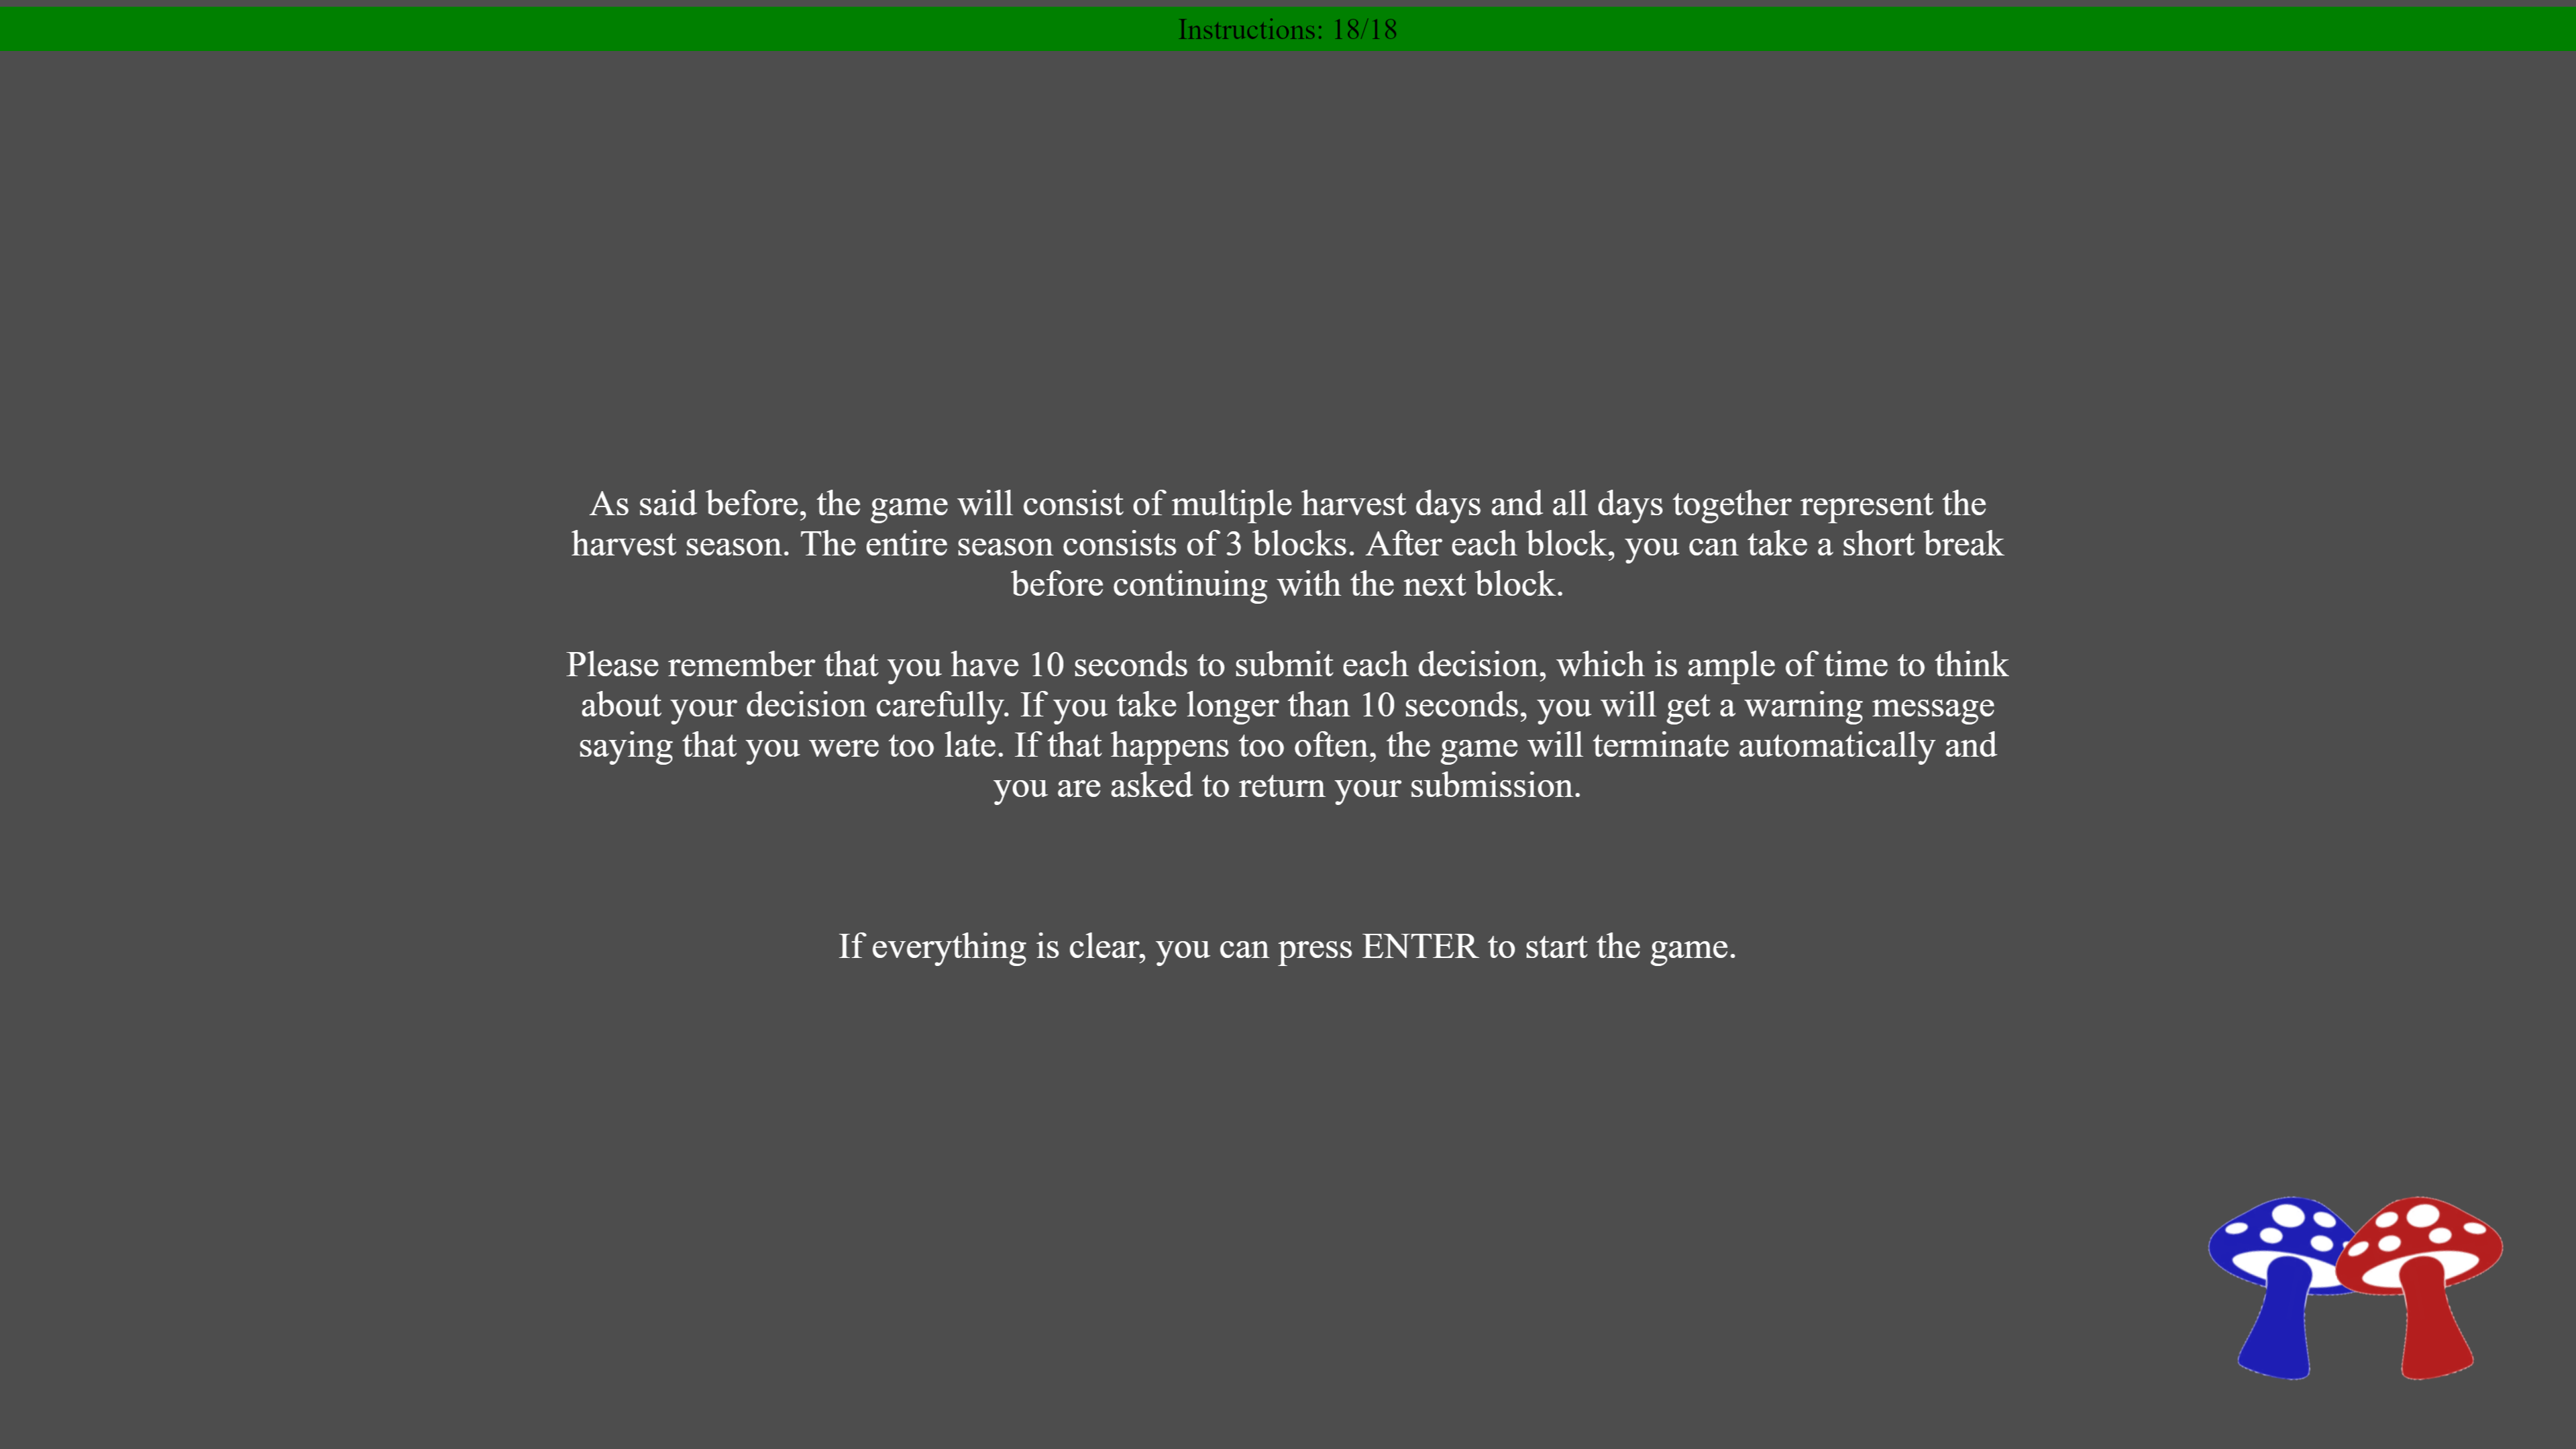 Instructions: 18/18
As said before, the game will consist of multiple harvest days and all days together represent the
harvest season. The entire season consists of 3 blocks. After each block, you can take a short break
before continuing with the next block.
Please remember that you have 10 seconds to submit each decision, which is ample of time to think
about your decision carefully. If you take longer than 10 seconds, you will get a warning message
saying that you were too late. If that happens too often, the game will terminate automatically and
you are asked to return your submission.
If everything is clear, you can press ENTER to start the game.